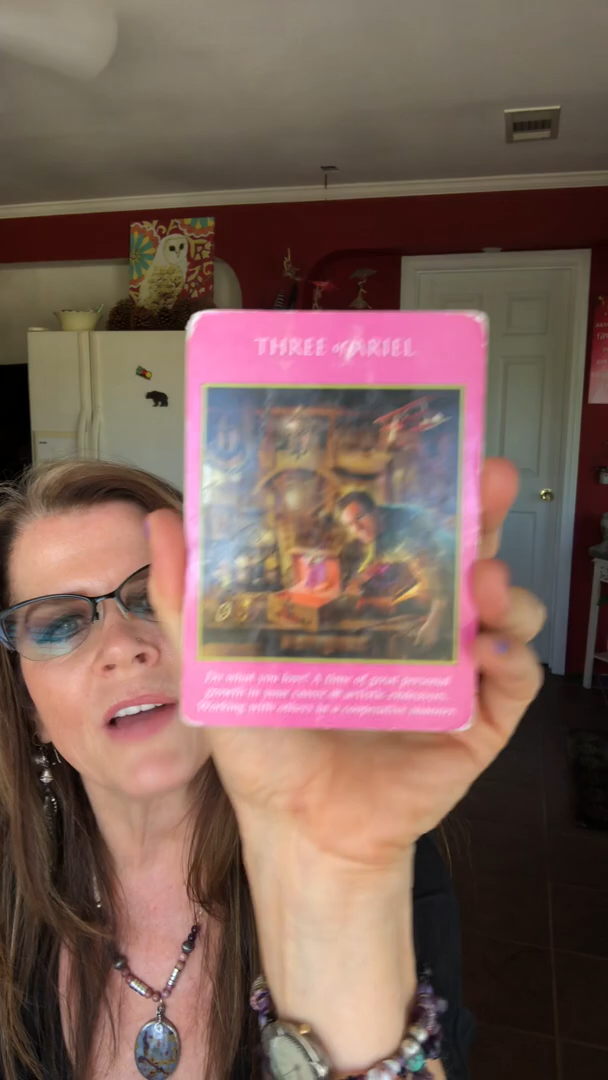 THREE of ARIEL
Do what you love! A time of great personal
growth in your career & artistic endeavors.
Working with others in a cooperative manner.